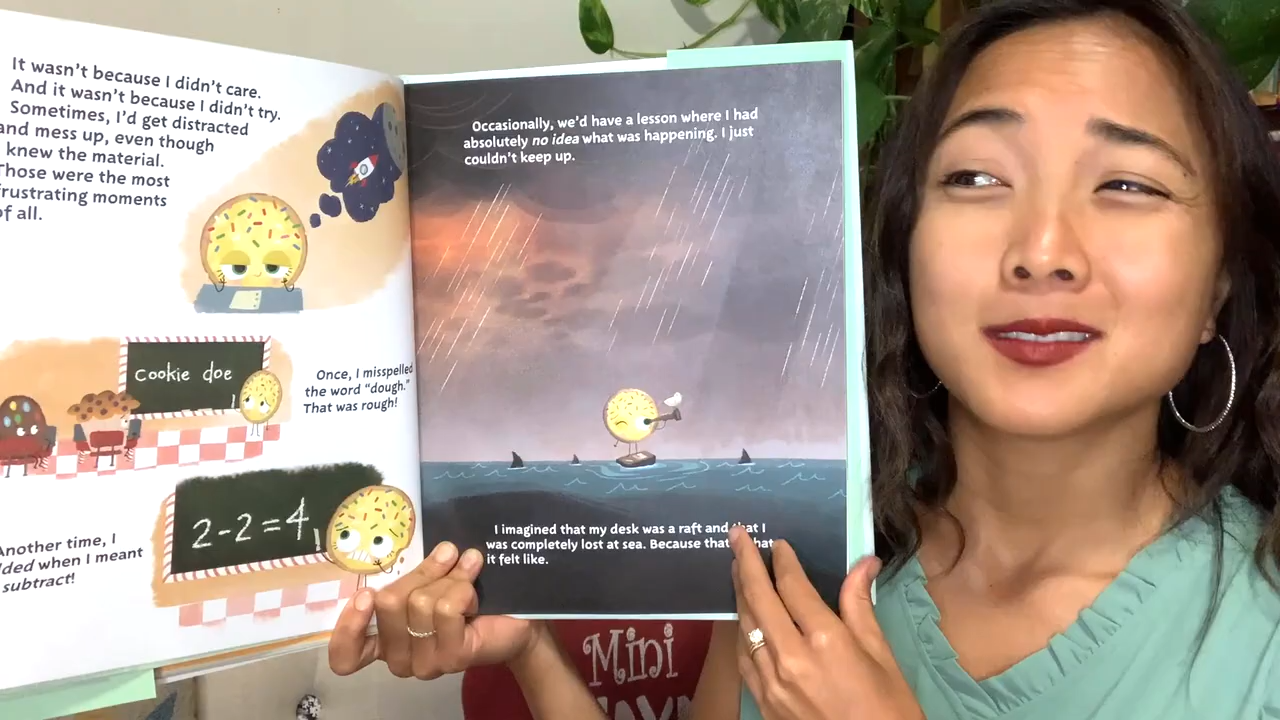 It wasn't because I didn't care.
And it wasn't because I didn't try.
Sometimes, I'd get distracted
and mess up, even though
knew the material.
Those were the most
frustrating moments
of all.
Cookie doe
Once, I misspelled
the word "dough."
That was rough!
2-2=4
Another time, I
when I meant
subtract!
Occasionally, we'd have a lesson where I had
absolutely no idea what was happening. I just
couldn't keep up.
I imagined that my desk was a raft and that I
was completely lost at sea. Because that what
it felt like.
Mini